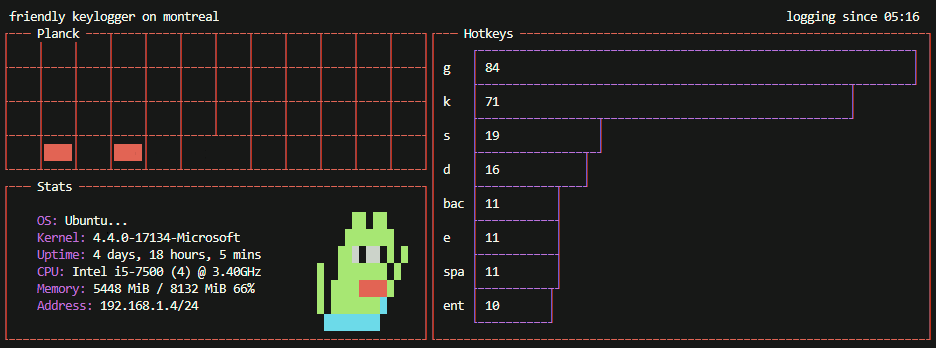 friendly keylogger on montreal
logging since 05:16
Planck
Hotkeys
g 84
k 71
s 19
d 16
bac 11
e 11
spa 11
ent 10
Stats
OS: Ubuntu...
Kernel: 4.4.0-17134-Microsoft
Uptime: 4 days, 18 hours, 5 mins
CPU: Intel i5-7500 (4) @ 3.40GHz
Memory: 5448 MiB / 8132 MiB 66%
Address: 192.168.1.4/24